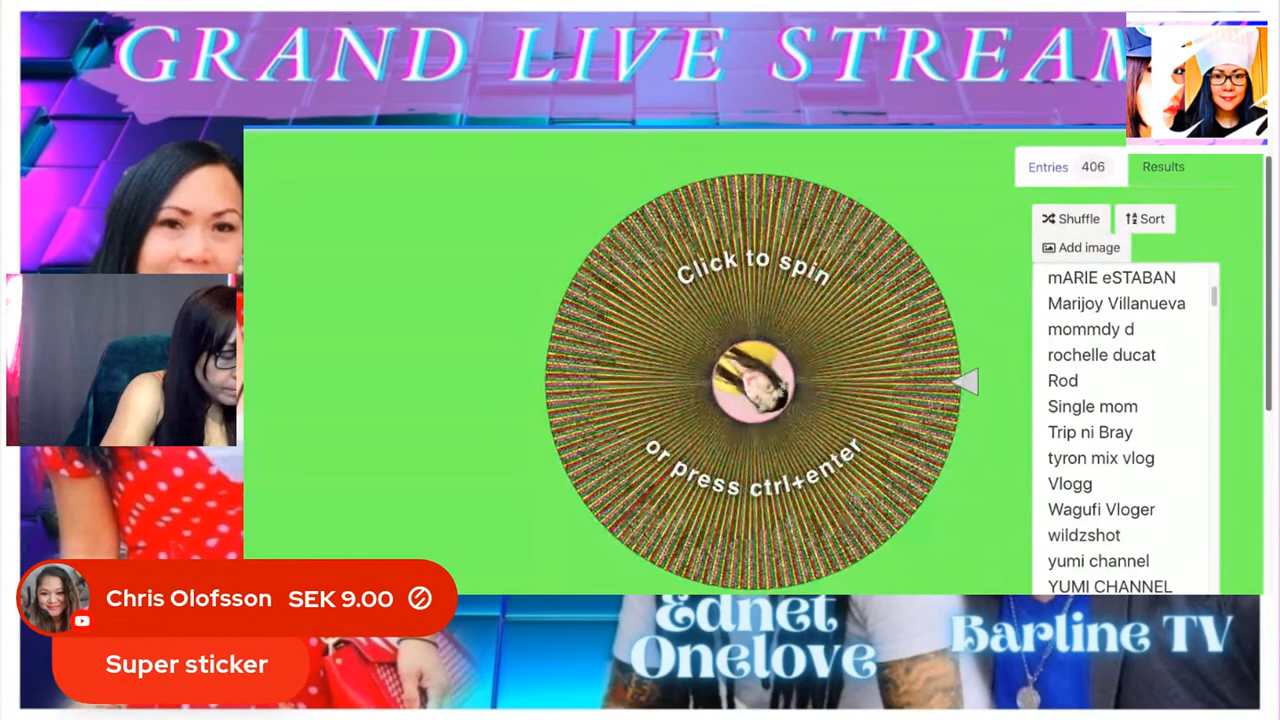 GRAND LIVE STREAM
Entries 406
Results
Shuffle
Sort
Add image
Click to spin
or press ctrl+enter
mARIE eSTABAN
Marijoy Villanueva
mommdy d
rochelle ducat
Rod
Single mom
Trip ni Bray
tyron mix vlog
Vlogg
Wagufi Vloger
wildzshot
yumi channel
YUMI CHANNEL
Chris Olofsson SEK 9.00
Super sticker
Ednet
Onelove
Barline TV